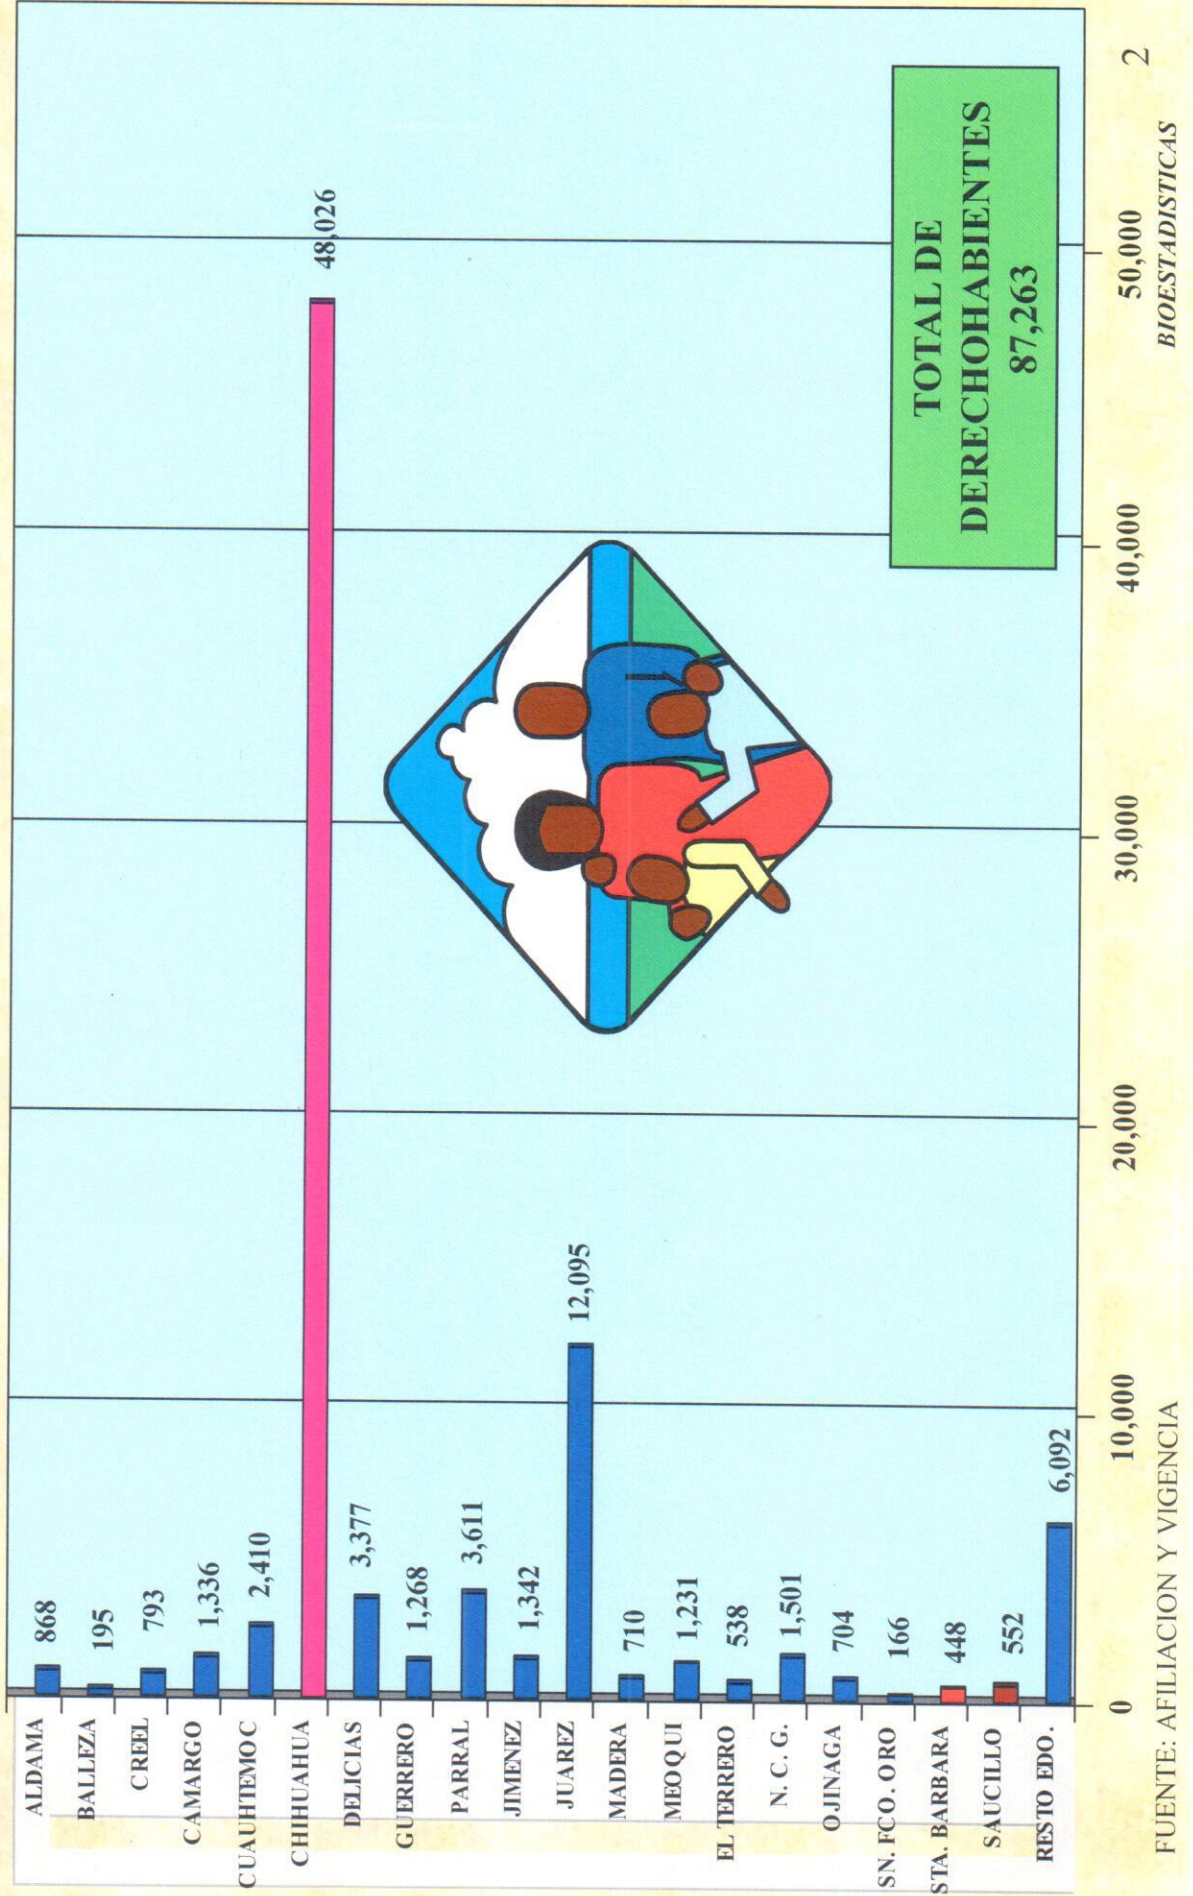 ALDAMA 868
BALLEZA 195
CREEL 793
CAMARGO 1,336
CUAUHTEMOC 2,410
CHIHUAHUA 48,026
DELICIAS 3,377
GUERRERO 1,268
PARRAL 3,611
JIMENEZ 1,342
JUAREZ 12,095
MADERA 710
MEOQUI 1,231
EL TERRERO 538
N. C. G. 1,501
OJINAGA 704
SN. FCO. ORO 166
STA. BARBARA 448
SAUCILLO 552
RESTO EDO. 6,092
0 10,000 20,000 30,000 40,000 50,000
TOTAL DE
DERECHOHABIENTES
87,263
FUENTE: AFILIACION Y VIGENCIA
BIOESTADISTICAS 2